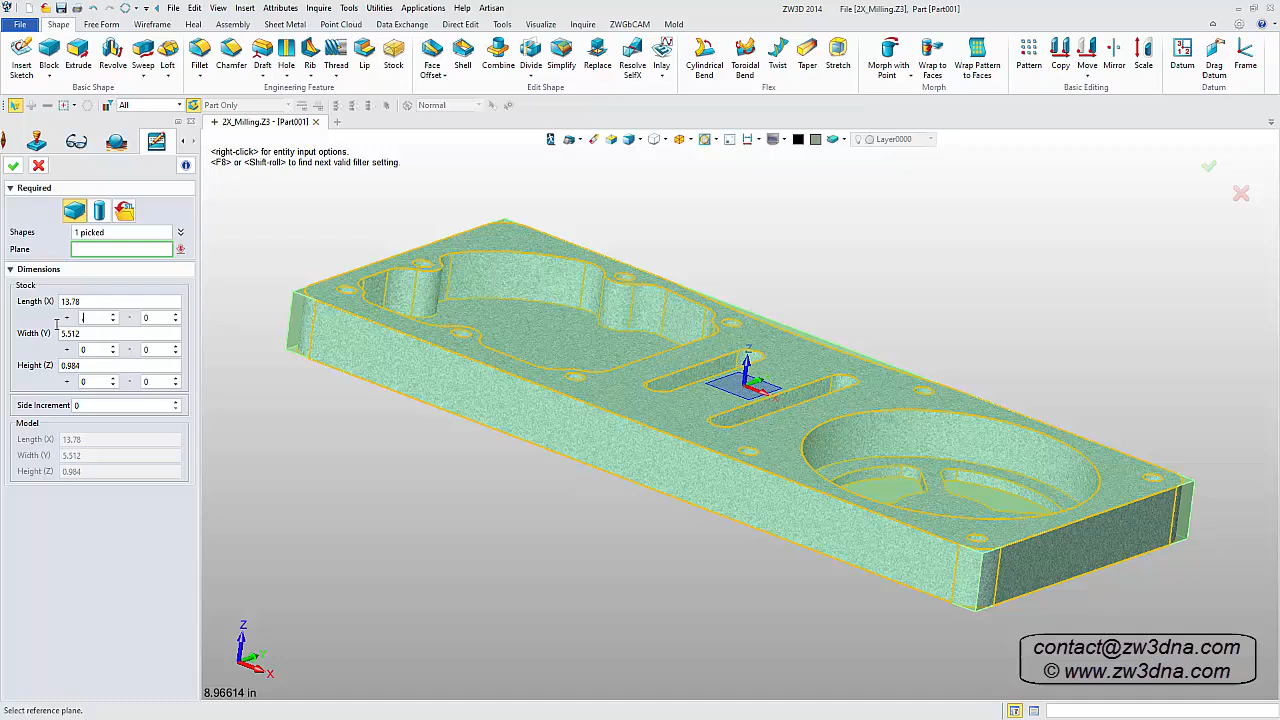 File Edit View Insert Attributes Inquire Tools Utilities Applications Help Artisan ZW3D 2014 File [2X_Milling.Z3], Part [Part001]
File Shape Free Form Wireframe Heal Assembly Sheet Metal Point Cloud Data Exchange Direct Edit Tools Visualize Inquire ZWGbCAM Mold
Insert Sketch Block Extrude Revolve Sweep Loft Fillet Chamfer Draft Hole Rib Thread Lip Stock Face Offset Shell Combine Divide Simplify Replace Resolve SelfX Inlay Cylindrical Bend Toroidal Bend Twist Taper Stretch Morph with Point Wrap to Faces Wrap Pattern to Faces Pattern Copy Move Mirror Scale Datum Drag Datum Frame
Basic Shape Engineering Feature Edit Shape Flex Morph Basic Editing Datum
All Part Only Normal
2X_Milling.Z3 - [Part001]
<right-click> for entity input options.
<F8> or <Shift-roll> to find next valid filter setting.
Layer0000
Required
Shapes 1 picked
Plane
Dimensions
Stock
Length (X) 13.78
+ . - 0
Width (Y) 5.512
+ 0 - 0
Height (Z) 0.984
+ 0 - 0
Side Increment 0
Model
Length (X) 13.78
Width (Y) 5.512
Height (Z) 0.984
Z
X
Z
Y
X
8.96614 in
contact@zw3dna.com
© www.zw3dna.com
Select reference plane.